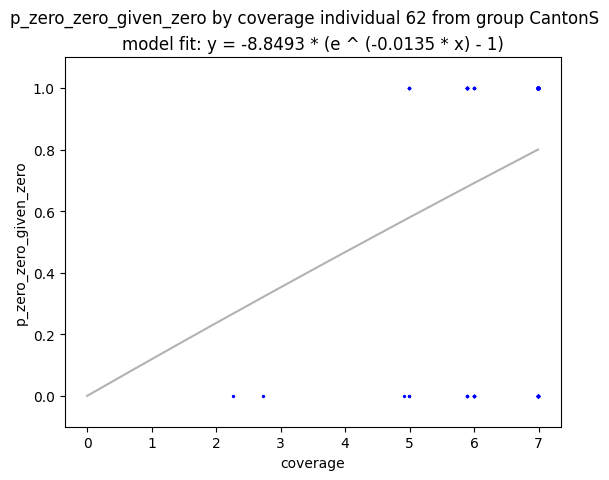 p_zero_zero_given_zero by coverage individual 62 from group CantonS
model fit: y = -8.8493 * (e ^ (-0.0135 * x) - 1)
1.0
0.8
0.6
0.4
0.2
0.0
p_zero_zero_given_zero
0 1 2 3 4 5 6 7
coverage